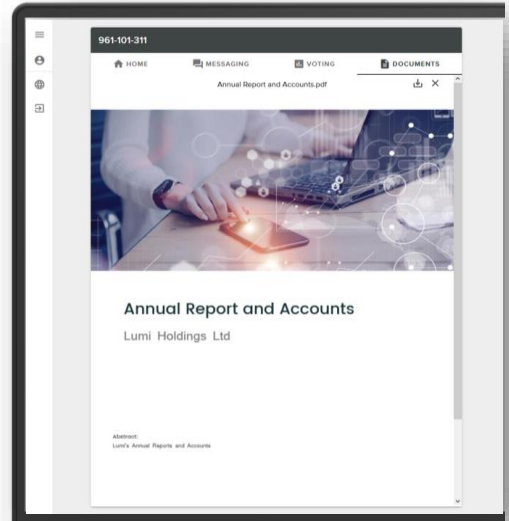 961-101-311
HOME MESSAGING VOTING DOCUMENTS
Annual Report and Accounts.pdf
Annual Report and Accounts
Lumi Holdings Ltd
Abstract:
Lumi's Annual Reports and Accounts